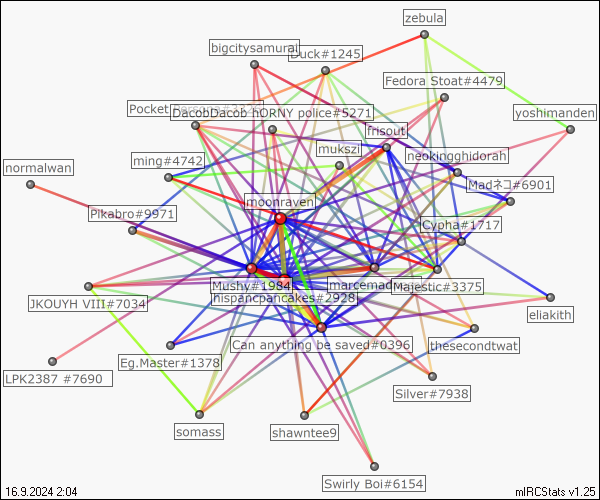 zebula
bigcitysamurai
Duck#1245
Fedora Stoat#4479
Pocket
DacobDacob hORNY police#5271
yoshimanden
frisout
mukszi
neokingghidorah
ming#4742
normalwan
Madネコ#6901
moonraven
Pikabro#9971
Cypha#1717
Mushy#1984
marcemad
Majestic#3375
hispancpancakes#2928
JKOUYH VIII#7034
eliakith
Can anything be saved#0396
thesecondtwat
Eg.Master#1378
LPK2387 #7690
Silver#7938
somass
shawntee9
Swirly Boi#6154
16.9.2024 2:04
mIRCStats v1.25